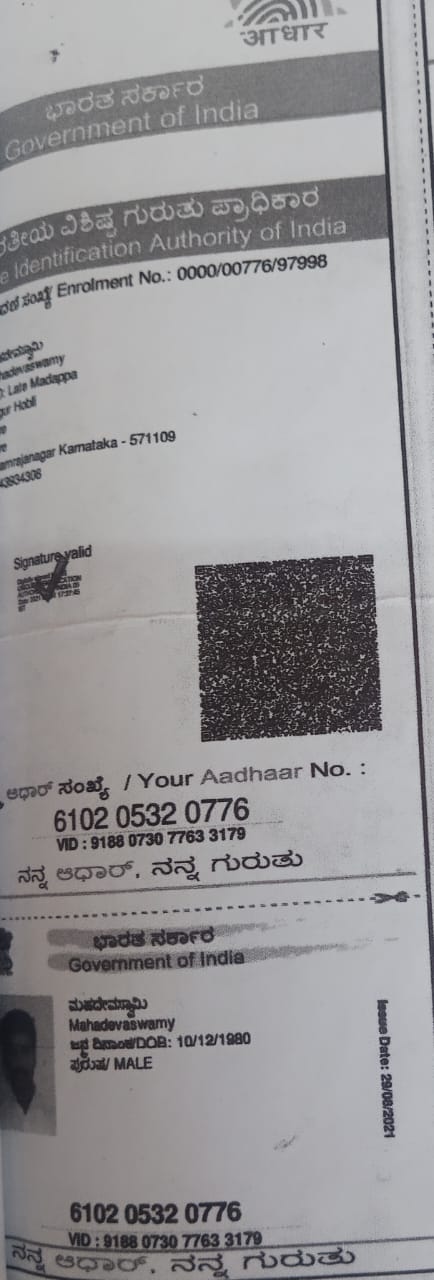 आधार
ಭಾರತ ಸರ್ಕಾರ
Government of India
ವಿಶಿಷ್ಟ ಗುರುತು ಪ್ರಾಧಿಕಾರ
Identification Authority of India
ಸಂಖ್ಯೆ/ Enrolment No.: 0000/00776/97998
Late Madappa
Hobli
Karnataka - 571109
Signature valid
ಆಧಾರ್ ಸಂಖ್ಯೆ / Your Aadhaar No. :
6102 0532 0776
VID : 9188 0730 7763 3179
ನನ್ನ ಆಧಾರ್, ನನ್ನ ಗುರುತು
ಭಾರತ ಸರ್ಕಾರ
Government of India
ಮಹದೇವಸ್ವಾಮಿ
Mahadevaswamy
ಜನ್ಮ ದಿನಾಂಕ/DOB: 10/12/1980
ಪುರುಷ/ MALE
Issue Date: 29/08/2021
6102 0532 0776
VID : 9188 0730 7763 3179
ನನ್ನ ಆಧಾರ್, ನನ್ನ ಗುರುತು